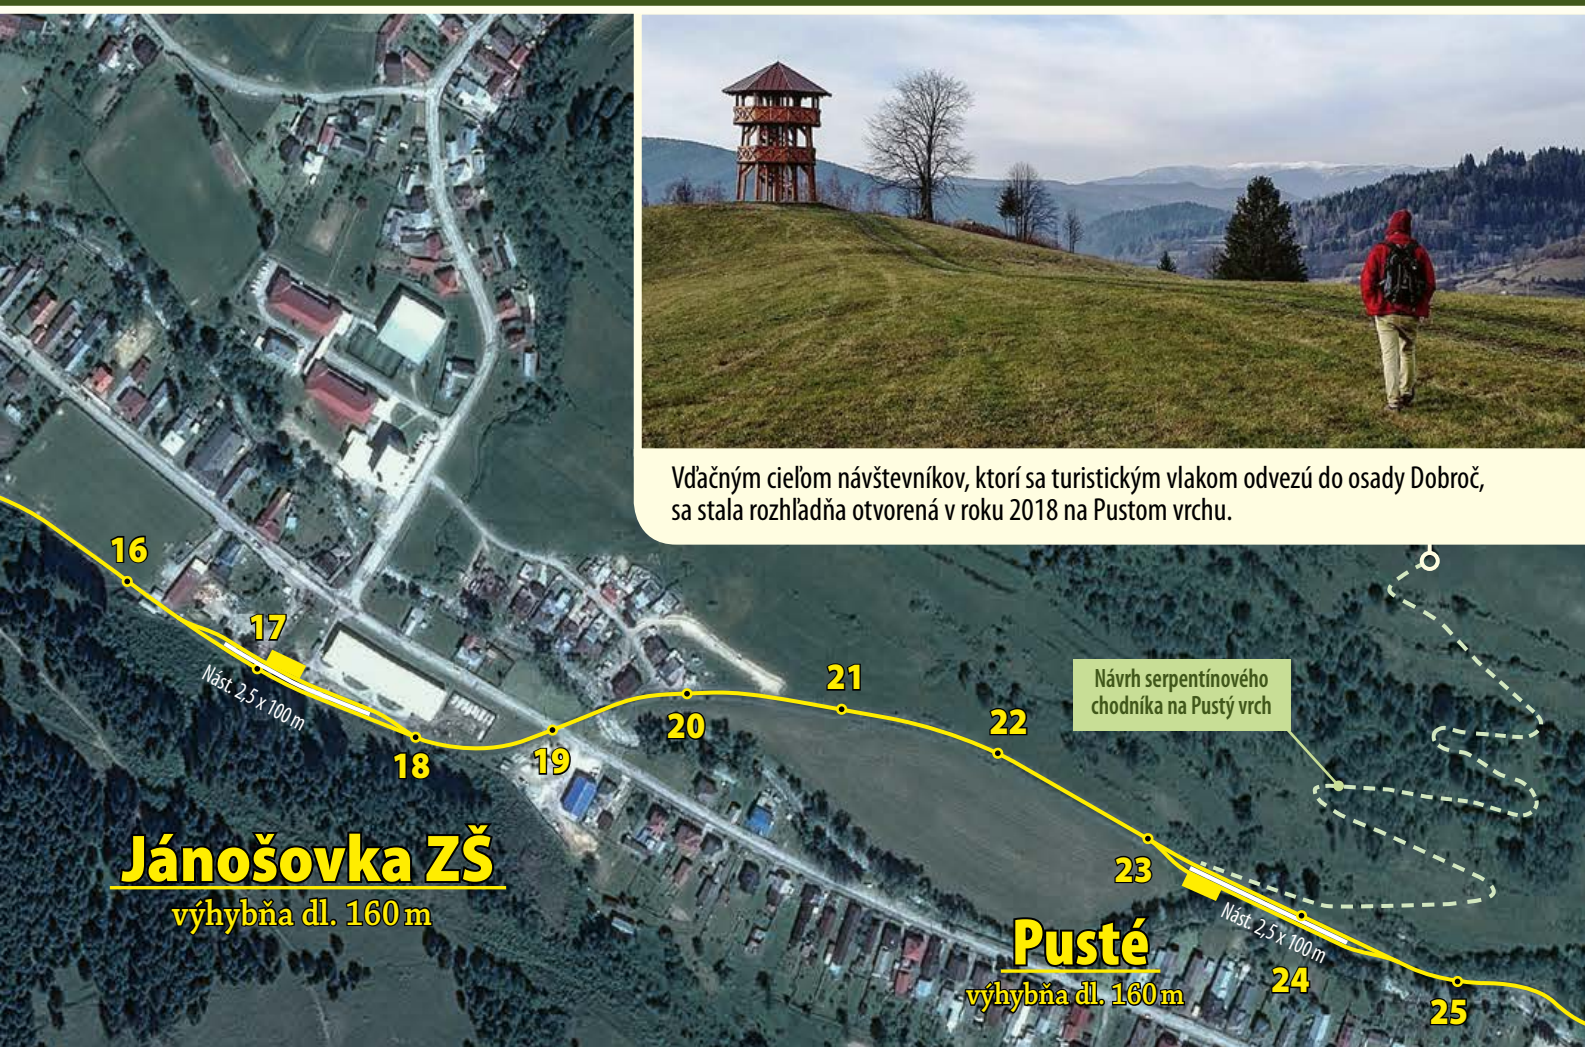 Vďačným cieľom návštevníkov, ktorí sa turistickým vlakom odvezú do osady Dobroč,
sa stala rozhľadňa otvorená v roku 2018 na Pustom vrchu.
16
17
Nást. 2,5 x 100 m
18
19
20
21
22
Návrh serpentínového
chodníka na Pustý vrch
23
Nást. 2,5 x 100 m
24
25
Jánošovka ZŠ
výhybňa dl. 160 m
Pusté
výhybňa dl. 160 m